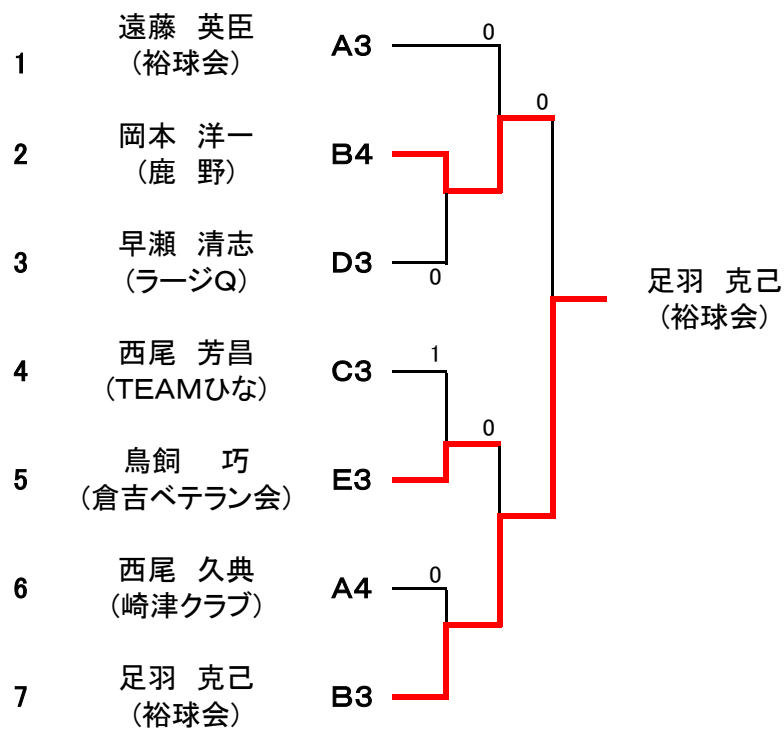 1 遠藤 英臣 A3 0
(裕球会)
0
2 岡本 洋一 B4
(鹿 野)
3 早瀬 清志 D3
(ラージQ) 0
足羽 克己
(裕球会)
4 西尾 芳昌 C3 1
(TEAMひな)
0
5 鳥飼 巧 E3
(倉吉ベテラン会)
6 西尾 久典 A4 0
(崎津クラブ)
7 足羽 克己 B3
(裕球会)